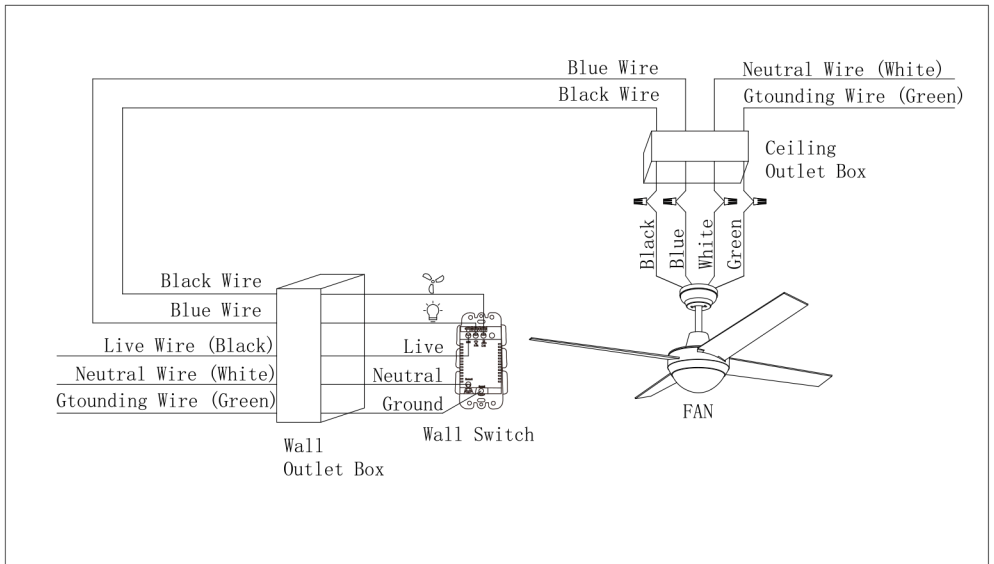 Blue Wire
Neutral Wire (White)
Black Wire
Gtounding Wire (Green)
Ceiling
Outlet Box
Black
Blue
White
Green
Black Wire
Blue Wire
Live Wire (Black)
Live
Neutral Wire (White)
Neutral
Gtounding Wire (Green)
Ground
FAN
Wall Switch
Wall
Outlet Box